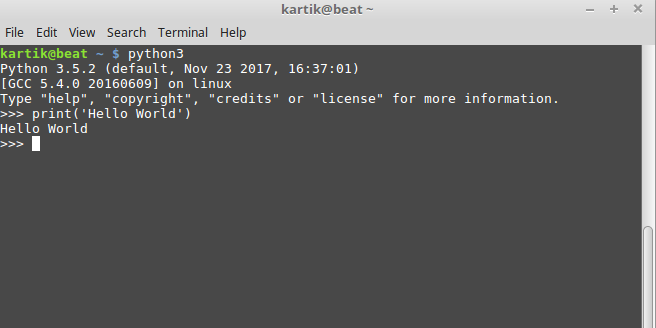 kartik@beat ~
File Edit View Search Terminal Help
kartik@beat ~ $ python3
Python 3.5.2 (default, Nov 23 2017, 16:37:01)
[GCC 5.4.0 20160609] on linux
Type "help", "copyright", "credits" or "license" for more information.
>>> print('Hello World')
Hello World
>>>